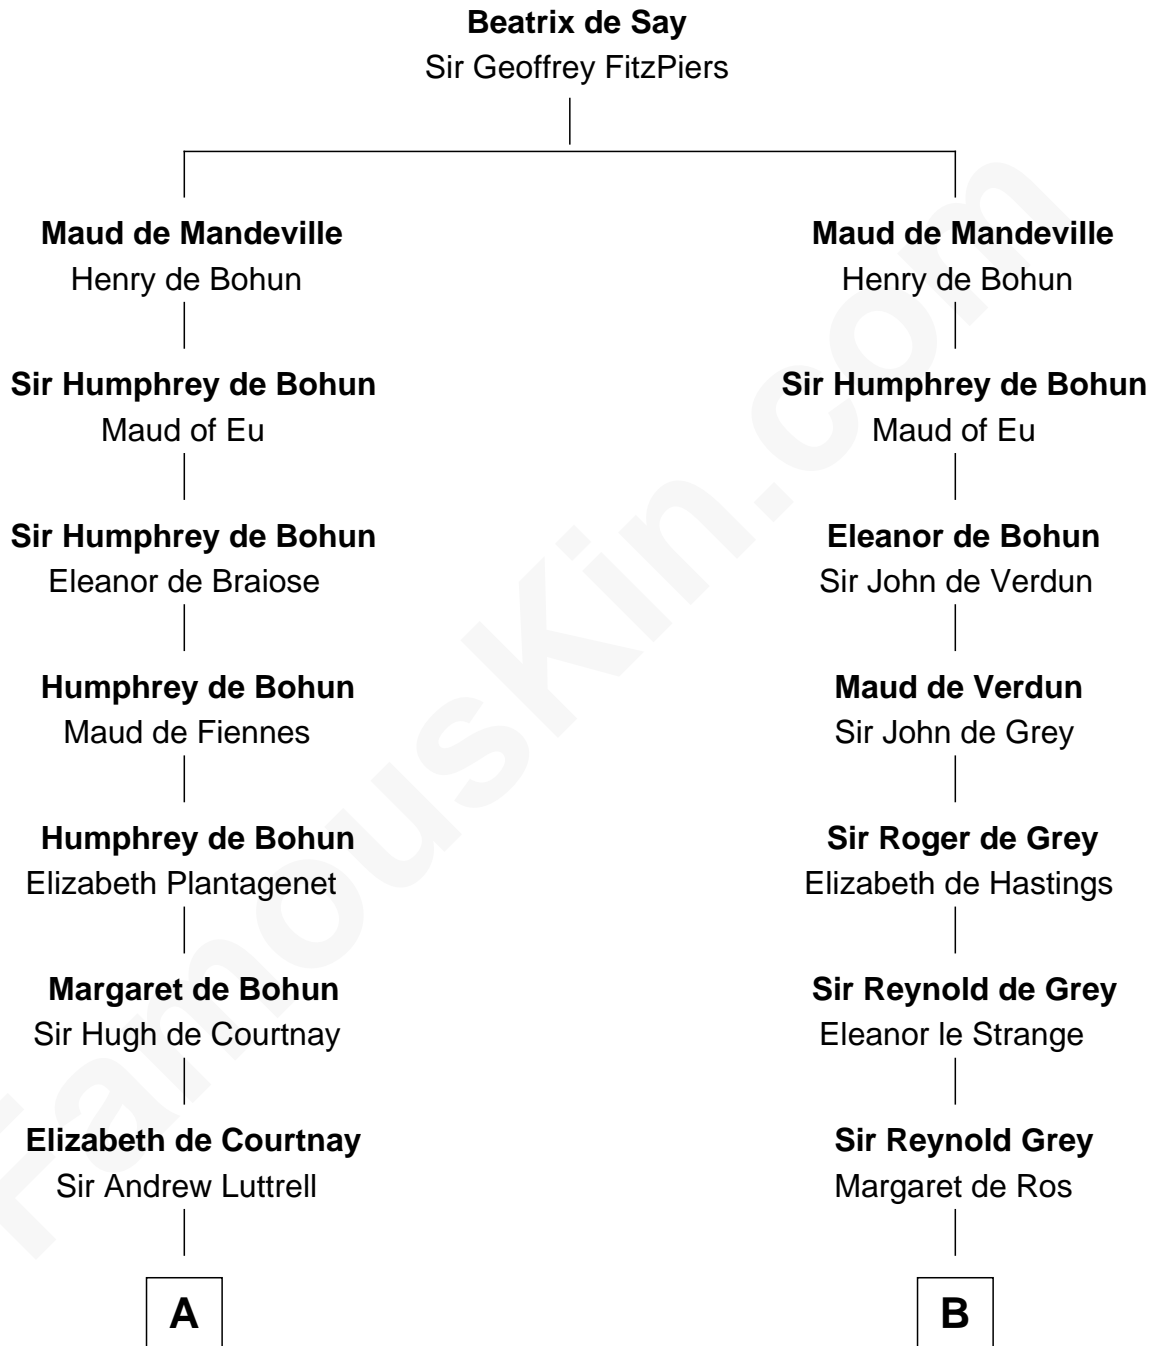 Beatrix de Say
Sir Geoffrey FitzPiers
Maud de Mandeville
Henry de Bohun
Sir Humphrey de Bohun
Maud of Eu
Sir Humphrey de Bohun
Eleanor de Braiose
Humphrey de Bohun
Maud de Fiennes
Humphrey de Bohun
Elizabeth Plantagenet
Margaret de Bohun
Sir Hugh de Courtnay
Elizabeth de Courtnay
Sir Andrew Luttrell
A
Maud de Mandeville
Henry de Bohun
Sir Humphrey de Bohun
Maud of Eu
Eleanor de Bohun
Sir John de Verdun
Maud de Verdun
Sir John de Grey
Sir Roger de Grey
Elizabeth de Hastings
Sir Reynold de Grey
Eleanor le Strange
Sir Reynold Grey
Margaret de Ros
B
FamousKin.com